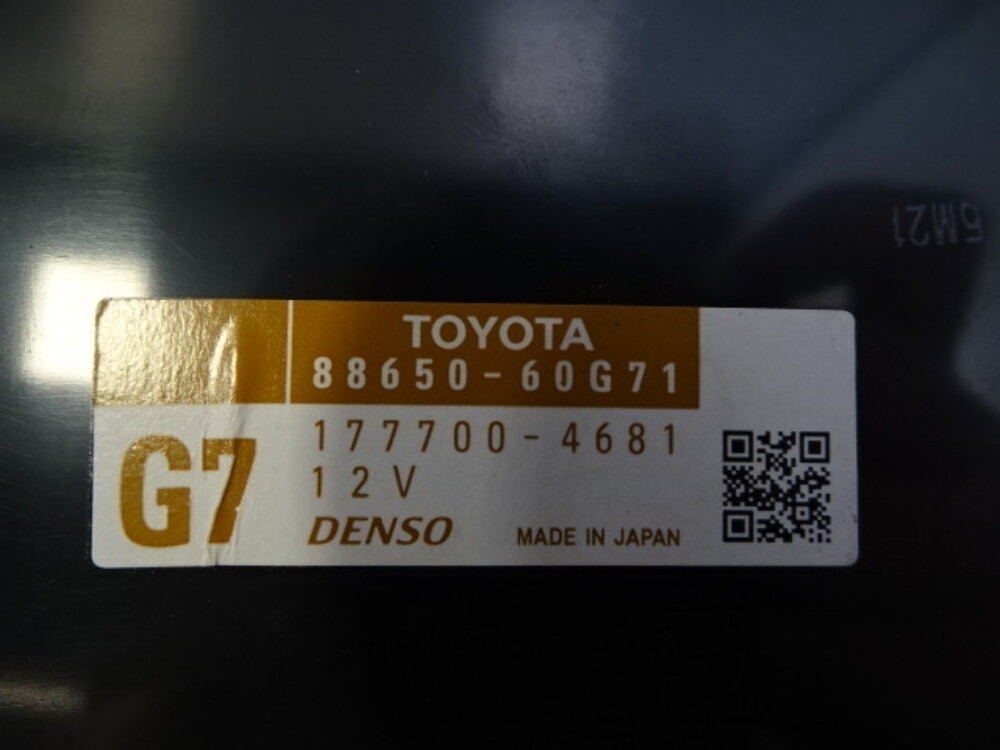 5M21
TOYOTA
88650-60G71
G7
177700-4681
12V
DENSO
MADE IN JAPAN